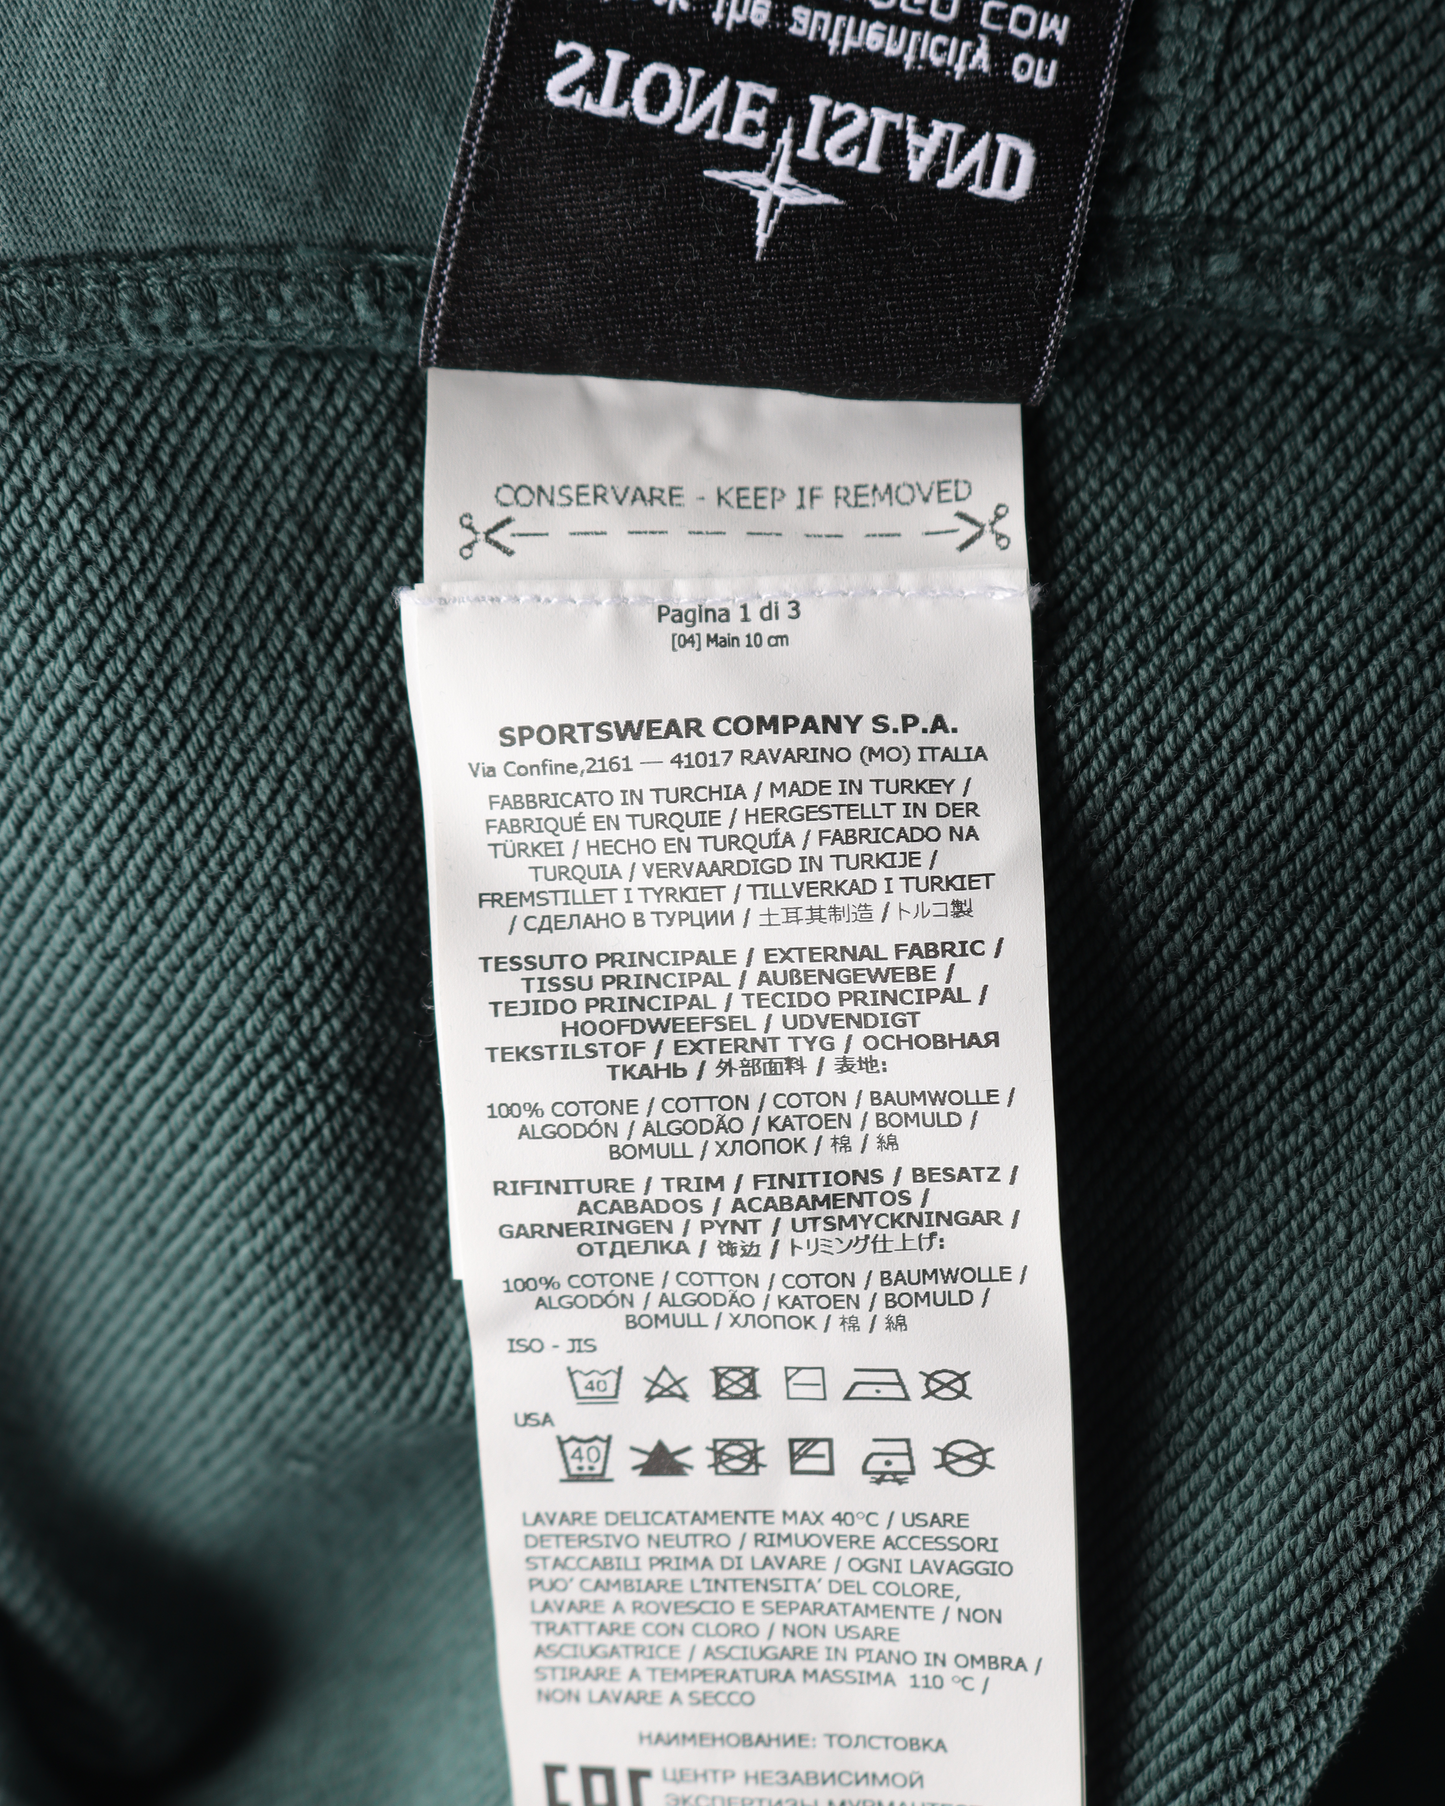 COM
the authenticity on
STONE ISLAND
CONSERVARE - KEEP IF REMOVED
Pagina 1 di 3
[04] Main 10 cm
SPORTSWEAR COMPANY S.P.A.
Via Confine,2161 — 41017 RAVARINO (MO) ITALIA
FABBRICATO IN TURCHIA / MADE IN TURKEY /
FABRIQUÉ EN TURQUIE / HERGESTELLT IN DER
TÜRKEI / HECHO EN TURQUÍA / FABRICADO NA
TURQUIA / VERVAARDIGD IN TURKIJE /
FREMSTILLET I TYRKIET / TILLVERKAD I TURKIET
/ СДЕЛАНО В ТУРЦИИ / 土耳其制造 / トルコ製
TESSUTO PRINCIPALE / EXTERNAL FABRIC /
TISSU PRINCIPAL / AUßENGEWEBE /
TEJIDO PRINCIPAL / TECIDO PRINCIPAL /
HOOFDWEEFSEL / UDVENDIGT
TEKSTILSTOF / EXTERNT TYG / ОСНОВНАЯ
ТКАНЬ / 外部面料 / 表地:
100% COTONE / COTTON / COTON / BAUMWOLLE /
ALGODÓN / ALGODÃO / KATOEN / BOMULD /
BOMULL / ХЛОПОК / 棉 / 綿
RIFINITURE / TRIM / FINITIONS / BESATZ /
ACABADOS / ACABAMENTOS /
GARNERINGEN / PYNT / UTSMYCKNINGAR /
ОТДЕЛКА / 饰边 / トリミング仕上げ:
100% COTONE / COTTON / COTON / BAUMWOLLE /
ALGODÓN / ALGODÃO / KATOEN / BOMULD /
BOMULL / ХЛОПОК / 棉 / 綿
ISO - JIS
40
USA
40
LAVARE DELICATAMENTE MAX 40°C / USARE
DETERSIVO NEUTRO / RIMUOVERE ACCESSORI
STACCABILI PRIMA DI LAVARE / OGNI LAVAGGIO
PUO' CAMBIARE L'INTENSITA' DEL COLORE,
LAVARE A ROVESCIO E SEPARATAMENTE / NON
TRATTARE CON CLORO / NON USARE
ASCIUGATRICE / ASCIUGARE IN PIANO IN OMBRA /
STIRARE A TEMPERATURA MASSIMA 110 °C /
NON LAVARE A SECCO
НАИМЕНОВАНИЕ: ТОЛСТОВКА
ЦЕНТР НЕЗАВИСИМОЙ